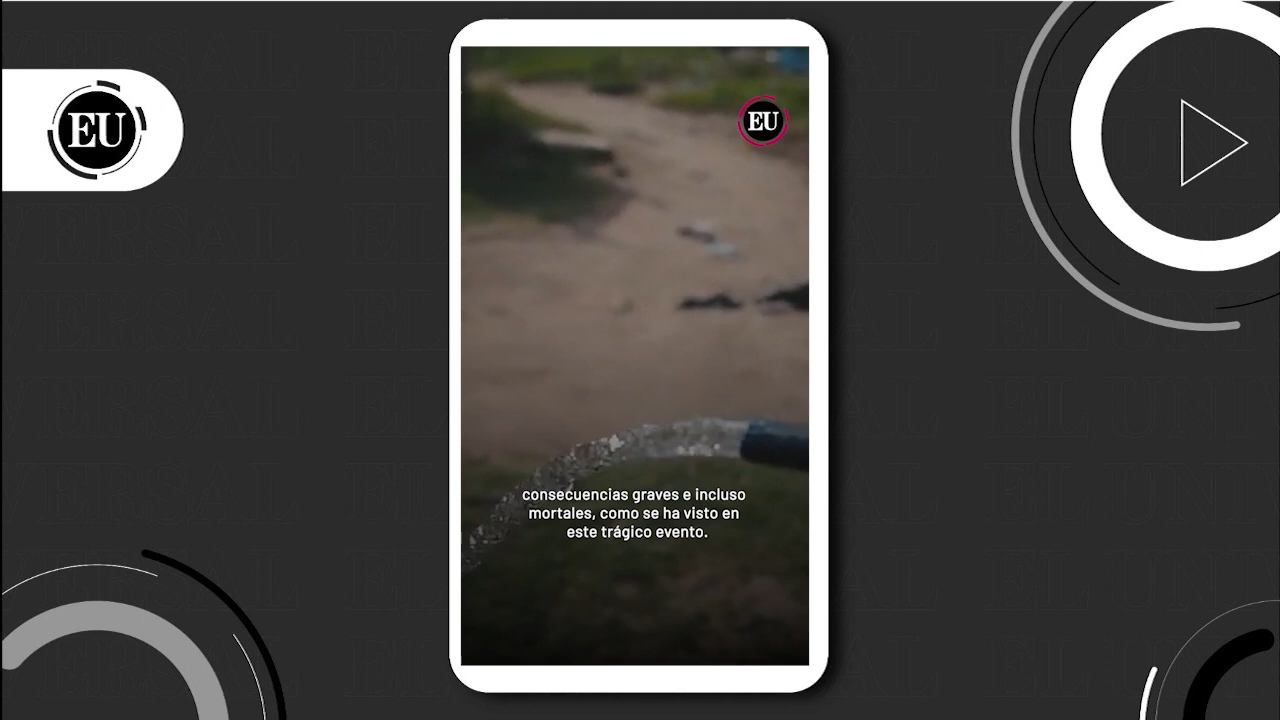 EU
EU
consecuencias graves e incluso
mortales, como se ha visto en
este trágico evento.